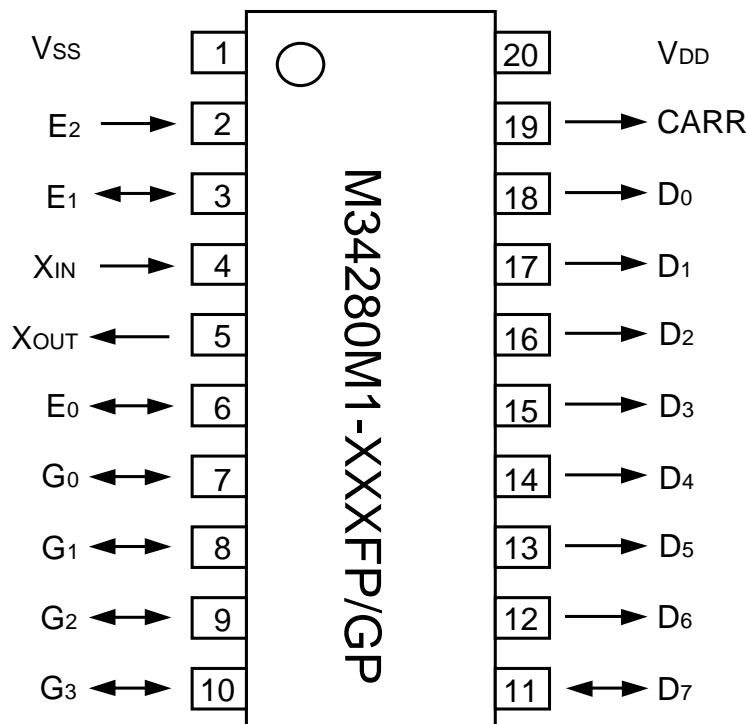 VSS 1 20 VDD
E2 2 19 CARR
E1 3 18 D0
XIN 4 17 D1
XOUT 5 16 D2
E0 6 15 D3
G0 7 14 D4
G1 8 13 D5
G2 9 12 D6
G3 10 11 D7
M34280M1-XXXFP/GP